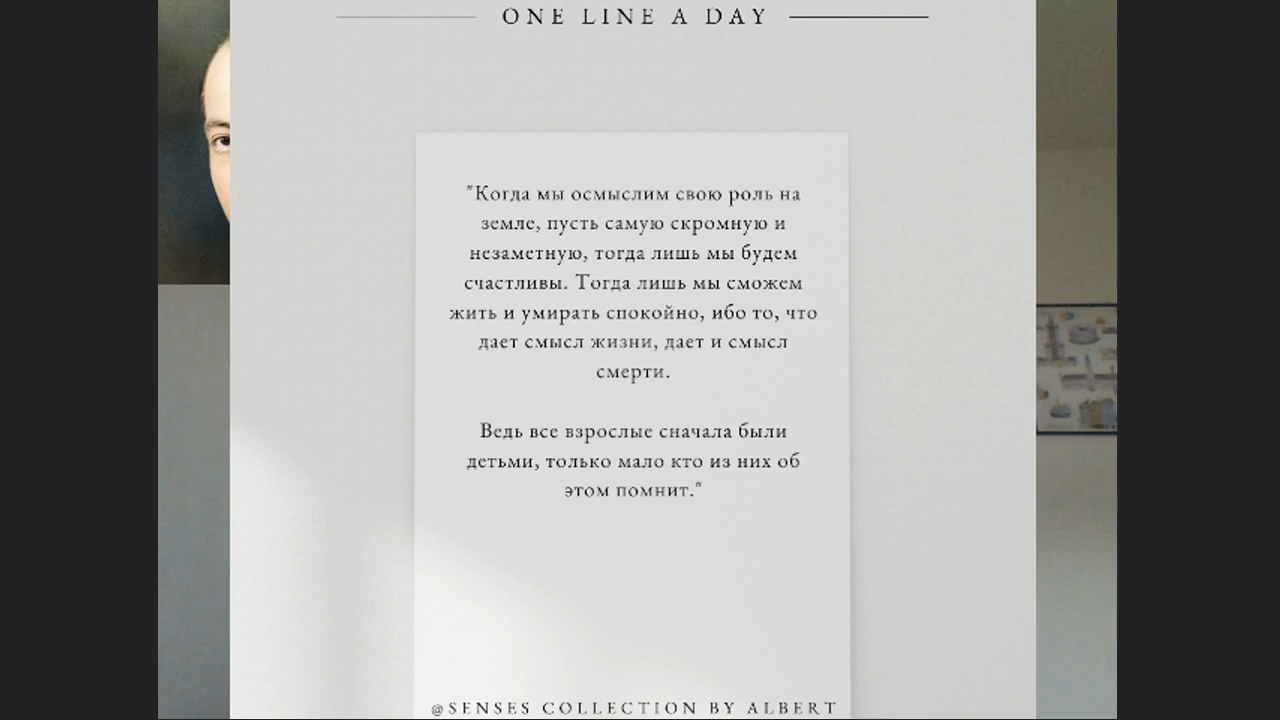 ONE LINE A DAY
"Когда мы осмыслим свою роль на
земле, пусть самую скромную и
незаметную, тогда лишь мы будем
счастливы. Тогда лишь мы сможем
жить и умирать спокойно, ибо то, что
дает смысл жизни, дает и смысл
смерти.
Ведь все взрослые сначала были
детьми, только мало кто из них об
этом помнит."
@SENSES COLLECTION BY ALBERT